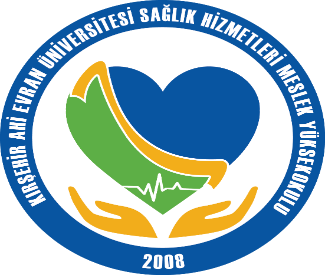 KIRŞEHİR AHİ EVRAN ÜNİVERSİTESİ SAĞLIK HİZMETLERİ MESLEK YÜKSEKOKULU
2008